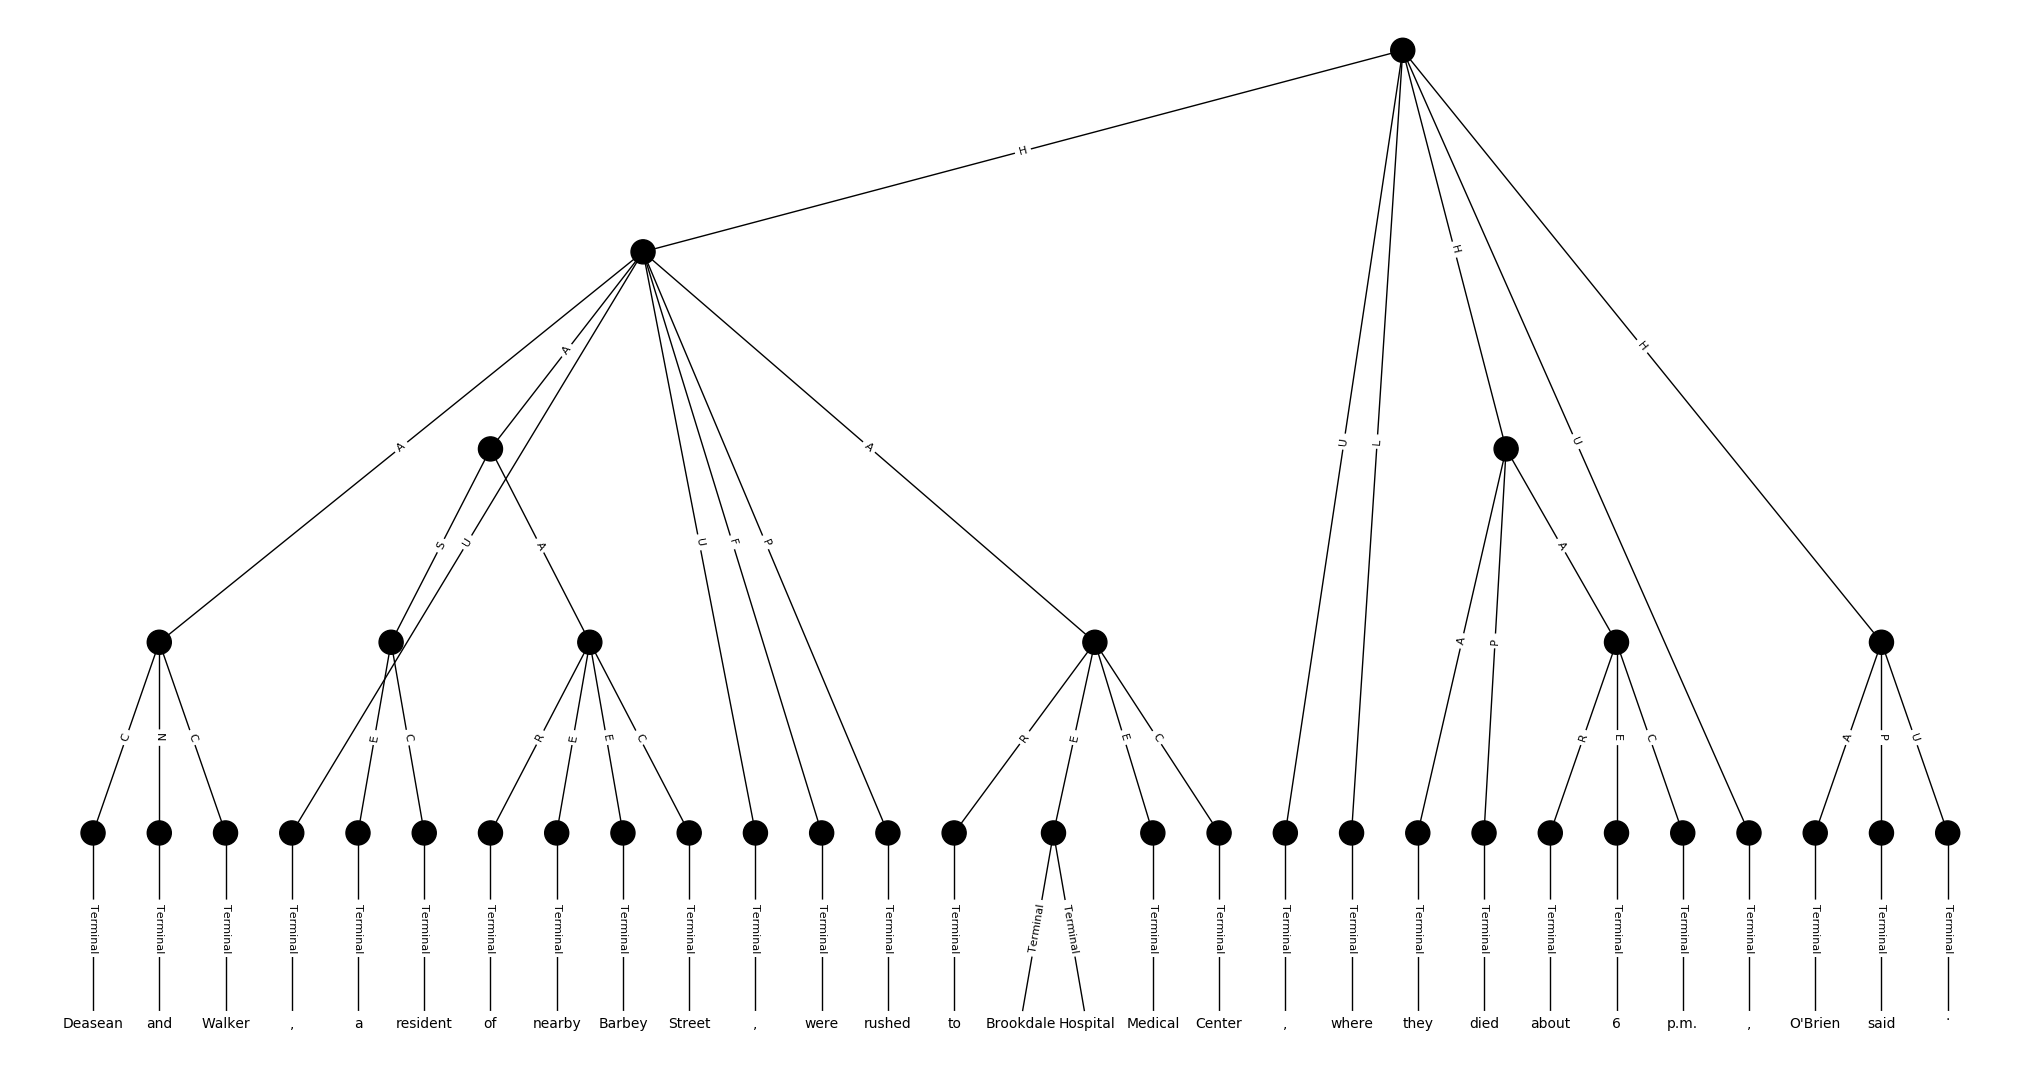 H
H
A
A
L
U
U
H
A
A
U
F
P
A
S
U
A
A
P
C
N
C
E
C
R
E
E
C
R
E
E
C
R
E
C
A
P
U
Terminal Terminal Terminal Terminal Terminal Terminal Terminal Terminal Terminal Terminal Terminal Terminal Terminal Terminal Terminal Terminal Terminal Terminal Terminal Terminal Terminal Terminal Terminal Terminal Terminal Terminal Terminal Terminal Terminal
Deasean and Walker , a resident of nearby Barbey Street , were rushed to Brookdale Hospital Medical Center , where they died about 6 p.m. , O'Brien said .